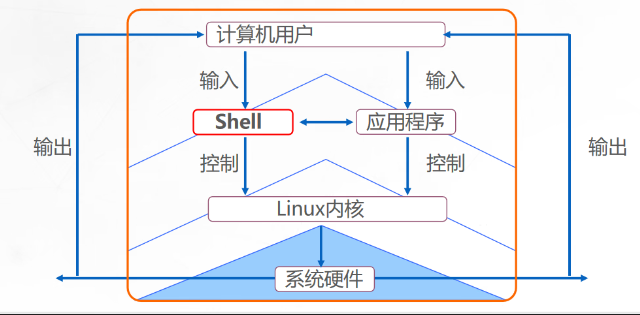 计算机用户
输入
输入
Shell
应用程序
输出
控制
控制
输出
Linux内核
系统硬件